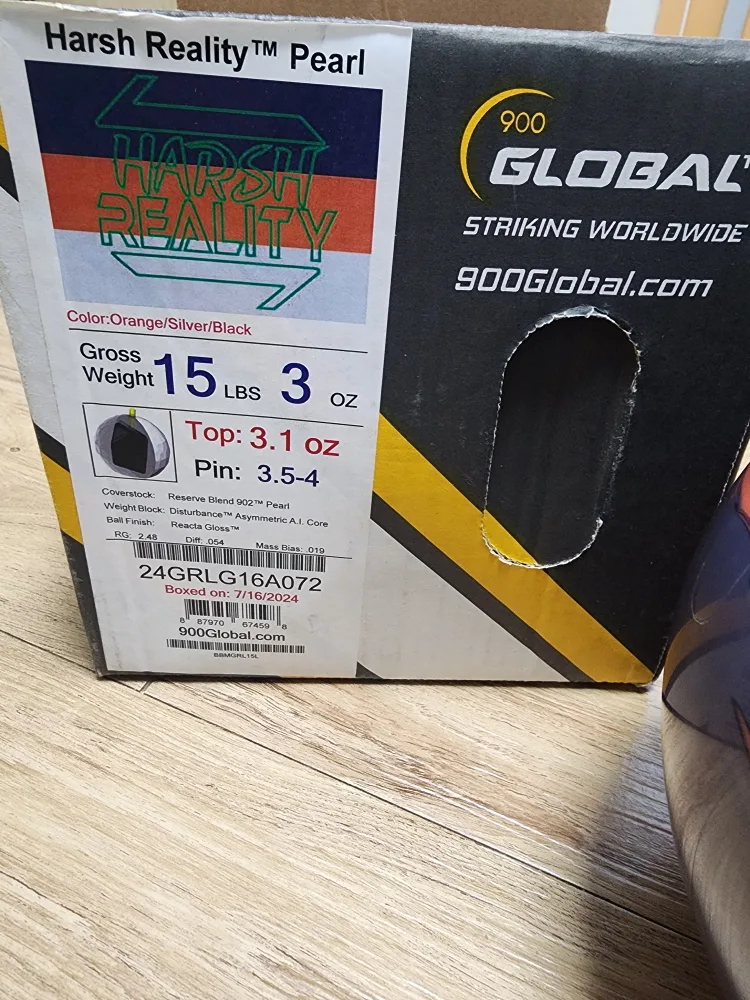 Harsh Reality™ Pearl
HARSH
REALITY
Color:Orange/Silver/Black
Gross
Weight 15 LBS 3 OZ
Top: 3.1 oz
Pin: 3.5-4
Coverstock: Reserve Blend 902™ Pearl
Weight Block: Disturbance™ Asymmetric A.I. Core
Ball Finish: Reacta Gloss™
RG: 2.48 Diff: .054 Mass Bias: .019
24GRLG16A072
Boxed on: 7/16/2024
8 87970 67459 8
900Global.com
BBMGRL15L
900
GLOBAL™
STRIKING WORLDWIDE
900Global.com